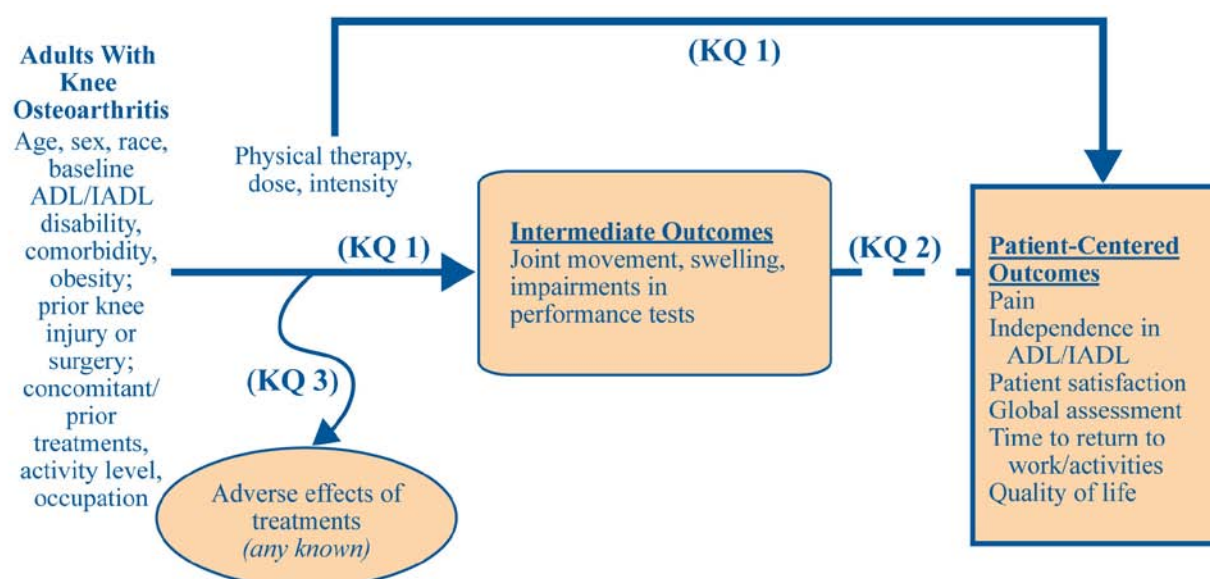 Adults With
Knee
Osteoarthritis
Age, sex, race,
baseline
ADL/IADL
disability,
comorbidity,
obesity;
prior knee
injury or
surgery;
concomitant/
prior
treatments,
activity level,
occupation
(KQ 1)
Physical therapy,
dose, intensity
(KQ 1)
(KQ 3)
Adverse effects of
treatments
(any known)
Intermediate Outcomes
Joint movement, swelling,
impairments in
performance tests
(KQ 2)
Patient-Centered
Outcomes
Pain
Independence in
ADL/IADL
Patient satisfaction
Global assessment
Time to return to
work/activities
Quality of life